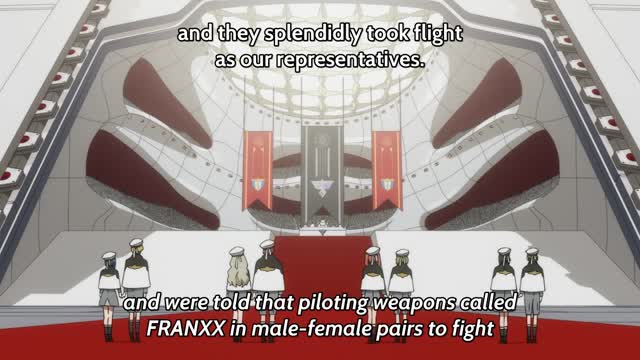 and they splendidly took flight
as our representatives.
and were told that piloting weapons called
FRANXX in male-female pairs to fight